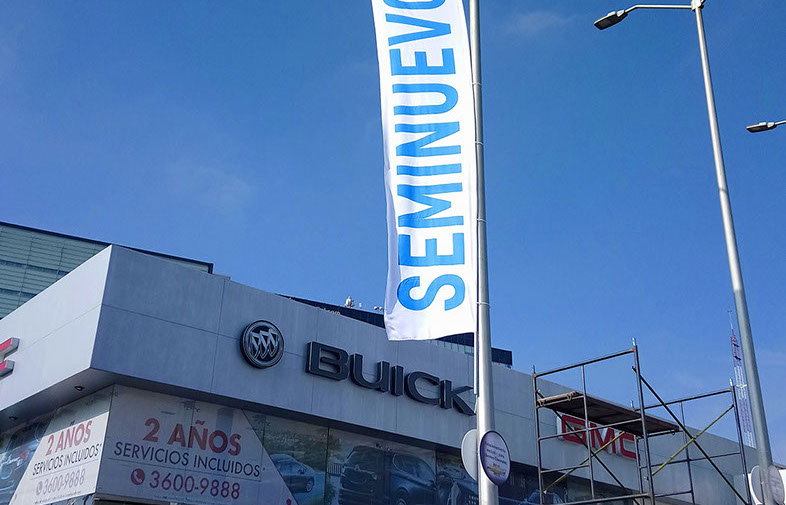 SEMINUEVO
BUICK
GMC
2 AÑOS
SERVICIOS INCLUIDOS*
3600-9888
2 AÑOS
SERVICIOS INCLUIDOS*
3600-9888